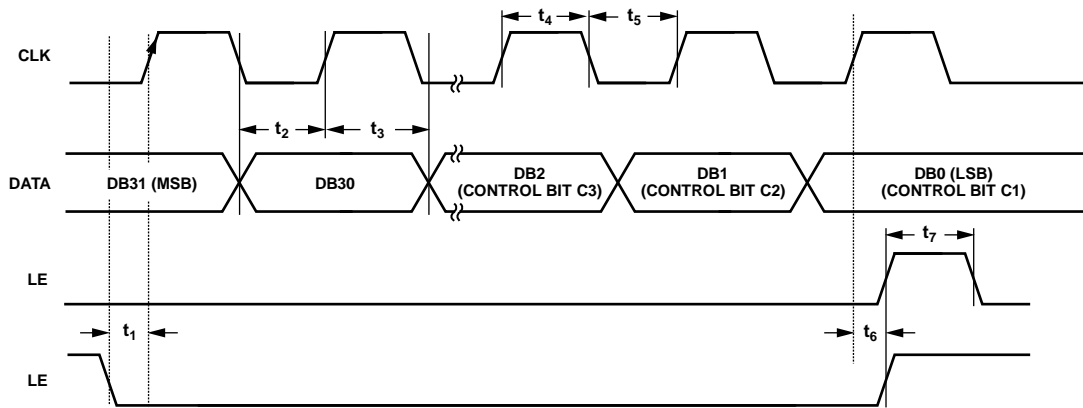 t4 t5
CLK
t2 t3
DATA
DB31 (MSB)
DB30
DB2
(CONTROL BIT C3)
DB1
(CONTROL BIT C2)
DB0 (LSB)
(CONTROL BIT C1)
t7
LE
t1
t6
LE